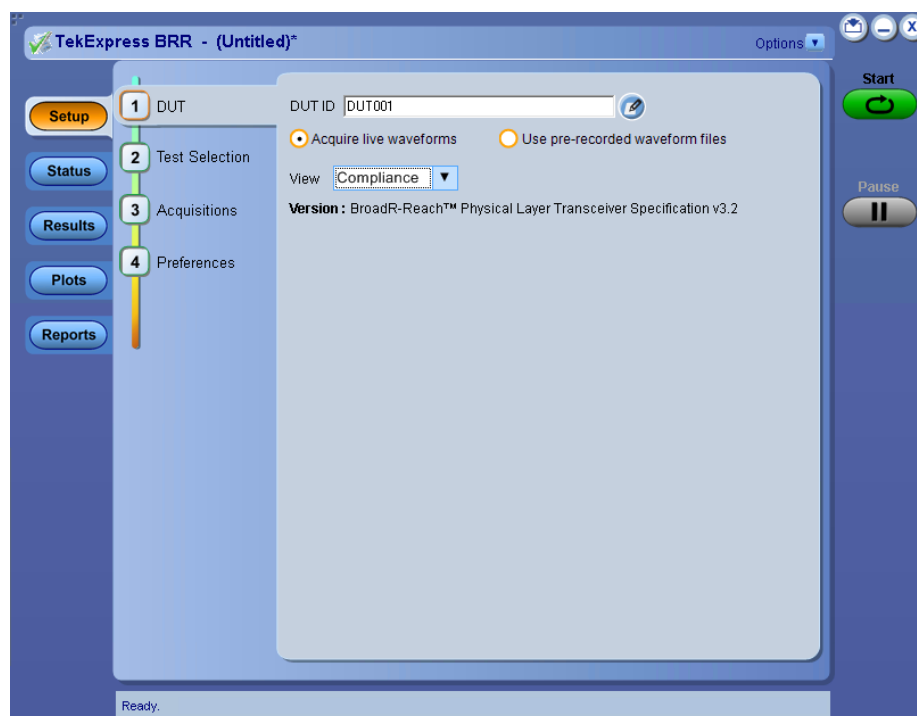 TekExpress BRR - (Untitled)*
Options
Start
Pause
Setup
Status
Results
Plots
Reports
1 DUT
2 Test Selection
3 Acquisitions
4 Preferences
DUT ID DUT001
Acquire live waveforms Use pre-recorded waveform files
View Compliance
Version : BroadR-Reach™ Physical Layer Transceiver Specification v3.2
Ready.